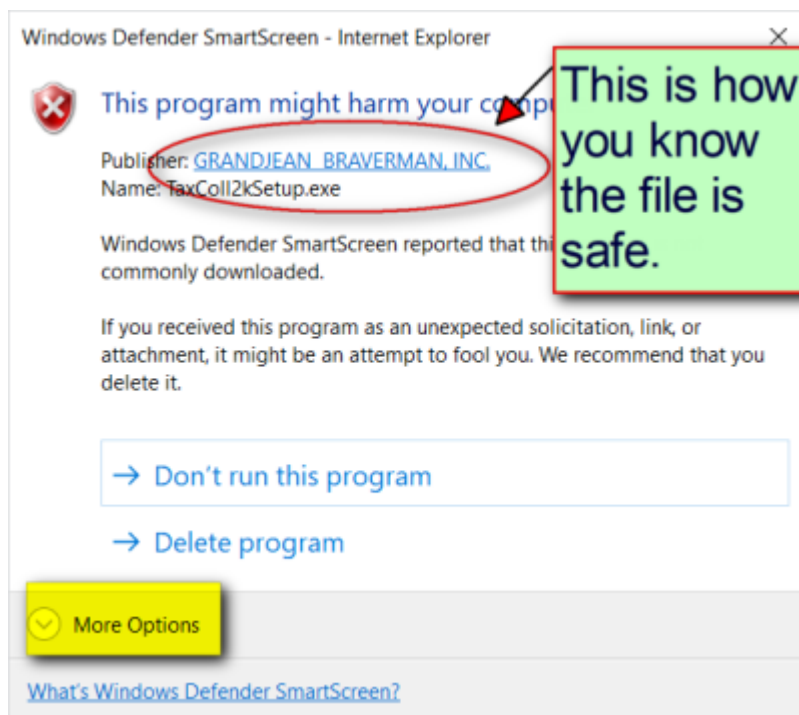 Windows Defender SmartScreen - Internet Explorer
This program might harm your
Publisher: GRANDJEAN BRAVERMAN, INC.
Name: TaxColl2kSetup.exe
This is how
you know
the file is
safe.
Windows Defender SmartScreen reported that
commonly downloaded.
If you received this program as an unexpected solicitation, link, or
attachment, it might be an attempt to fool you. We recommend that you
delete it.
Don't run this program
Delete program
More Options
What's Windows Defender SmartScreen?